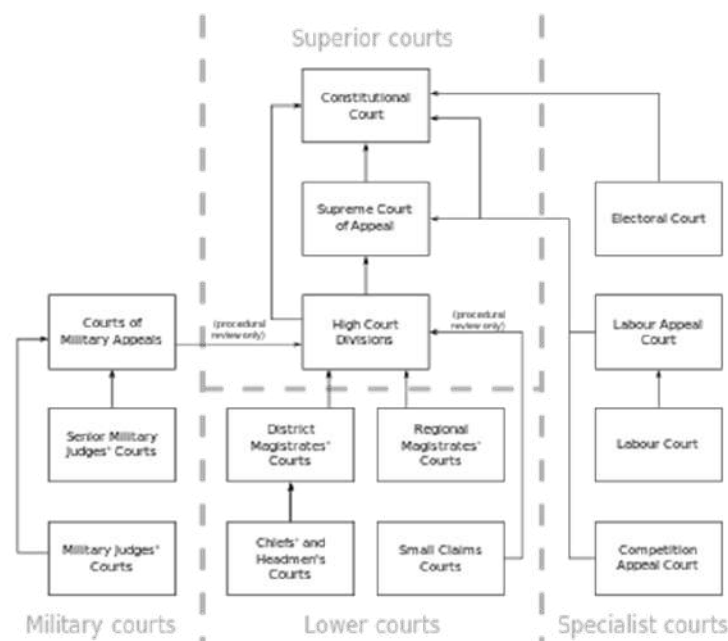 Superior courts
Constitutional
Court
Supreme Court
of Appeal
Electoral Court
Courts of
Military Appeals
(procedural
review only)
High Court
Divisions
(procedural
review only)
Labour Appeal
Court
Senior Military
Judges' Courts
District
Magistrates'
Courts
Regional
Magistrates'
Courts
Labour Court
Military Judges'
Courts
Chiefs' and
Headmen's
Courts
Small Claims
Courts
Competition
Appeal Court
Military courts
Lower courts
Specialist courts